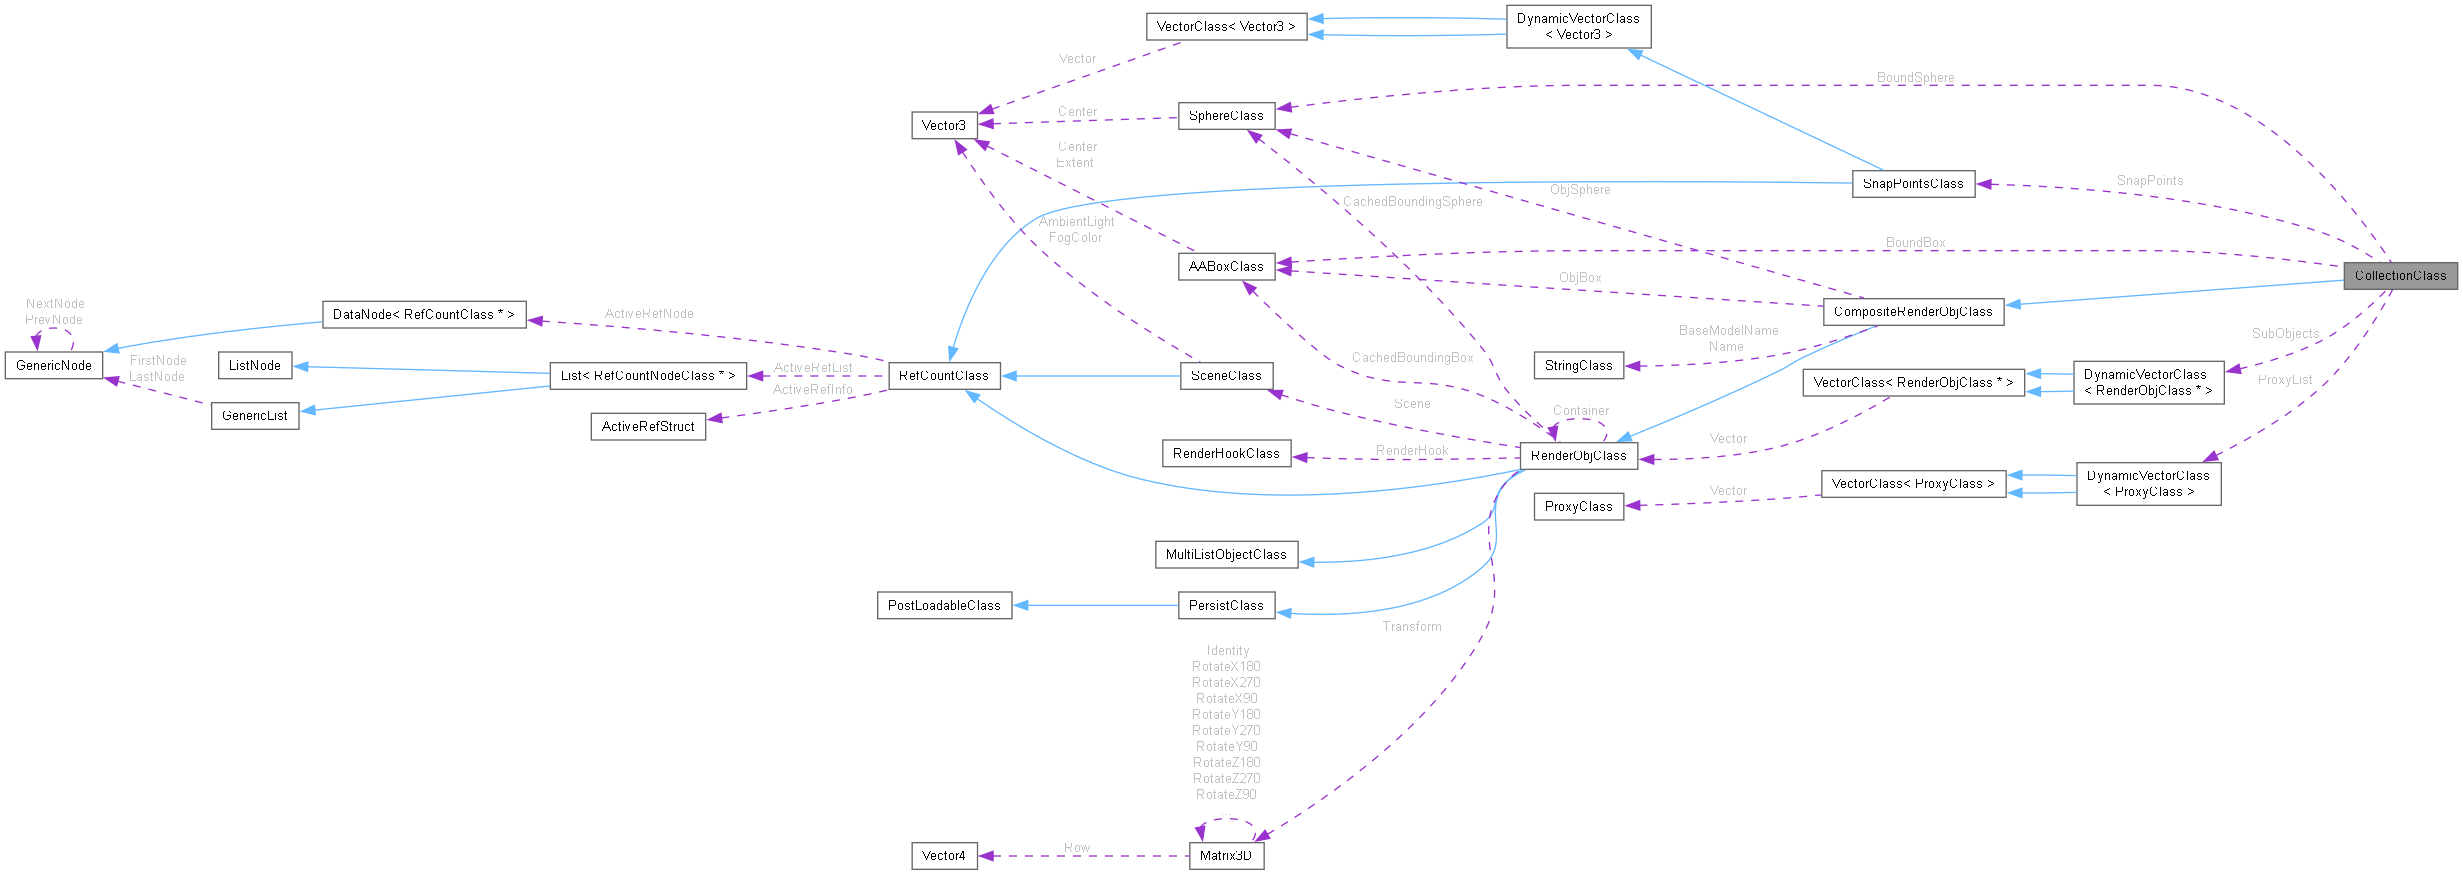 VectorClass< Vector3 >
DynamicVectorClass
< Vector3 >
Vector
BoundSphere
Vector3
Center
SphereClass
Center
Extent
SnapPointsClass
SnapPoints
ObjSphere
CachedBoundingSphere
AmbientLight
FogColor
AABoxClass
BoundBox
ObjBox
CollectionClass
NextNode
PrevNode
DataNode< RefCountClass * >
ActiveRefNode
CompositeRenderObjClass
BaseModelName
Name
SubObjects
GenericNode
FirstNode
LastNode
ListNode
List< RefCountNodeClass * >
ActiveRefList
ActiveRefInfo
RefCountClass
SceneClass
CachedBoundingBox
StringClass
VectorClass< RenderObjClass * >
DynamicVectorClass
< RenderObjClass * >
ProxyList
GenericList
ActiveRefStruct
Scene
Container
RenderHookClass
RenderHook
RenderObjClass
Vector
ProxyClass
Vector
VectorClass< ProxyClass >
DynamicVectorClass
< ProxyClass >
MultiListObjectClass
PostLoadableClass
PersistClass
Transform
Identity
RotateX180
RotateX270
RotateX90
RotateY180
RotateY270
RotateY90
RotateZ180
RotateZ270
RotateZ90
...
Vector4
Row
Matrix3D